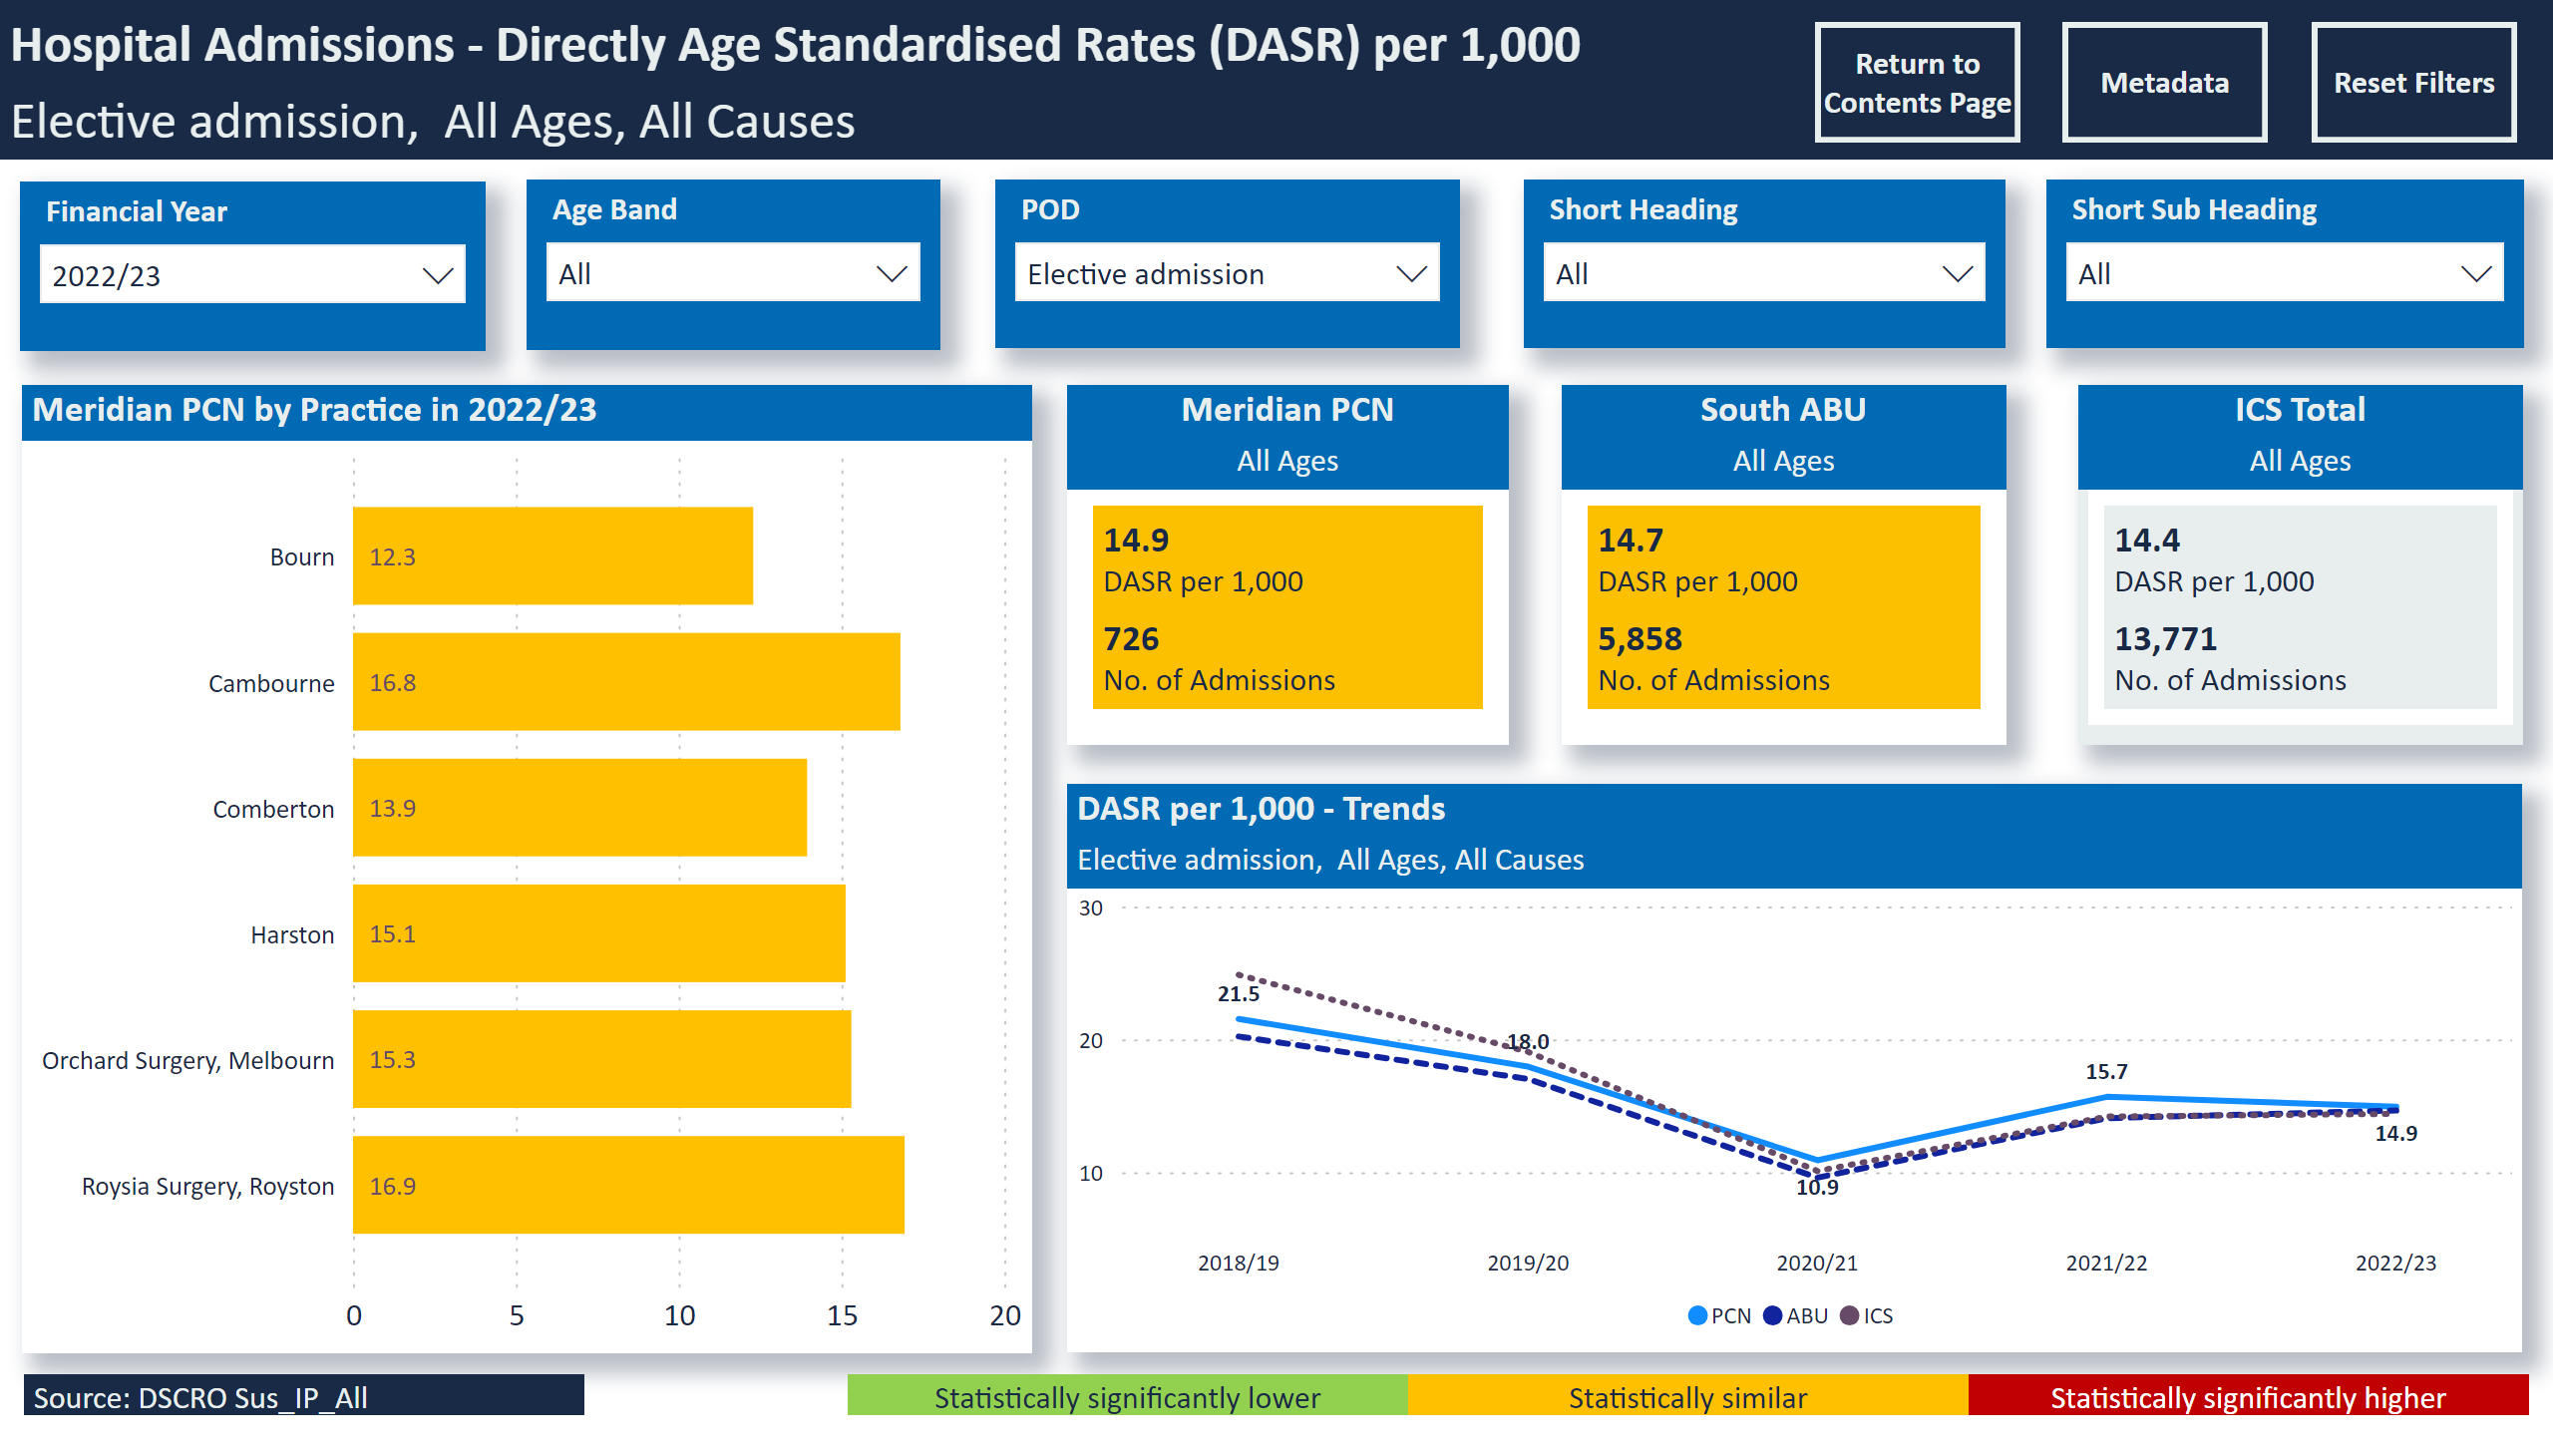 Hospital Admissions - Directly Age Standardised Rates (DASR) per 1,000
Elective admission,  All Ages, All Causes
Return to
Contents Page
Metadata
Reset Filters
Financial Year
2022/23
Age Band
All
POD
Elective admission
Short Heading
All
Short Sub Heading
All
Meridian PCN by Practice in 2022/23
Bourn
12.3
Cambourne
16.8
Comberton
13.9
Harston
15.1
Orchard Surgery, Melbourn
15.3
Roysia Surgery, Royston
16.9
0 5 10 15 20
Meridian PCN
All Ages
14.9
DASR per 1,000
726
No. of Admissions
South ABU
All Ages
14.7
DASR per 1,000
5,858
No. of Admissions
ICS Total
All Ages
14.4
DASR per 1,000
13,771
No. of Admissions
DASR per 1,000 - Trends
Elective admission,  All Ages, All Causes
30
20
10
21.5
18.0
10.9
15.7
14.9
2018/19 2019/20 2020/21 2021/22 2022/23
PCN ABU ICS
Source: DSCRO Sus_IP_All
Statistically significantly lower
Statistically similar
Statistically significantly higher